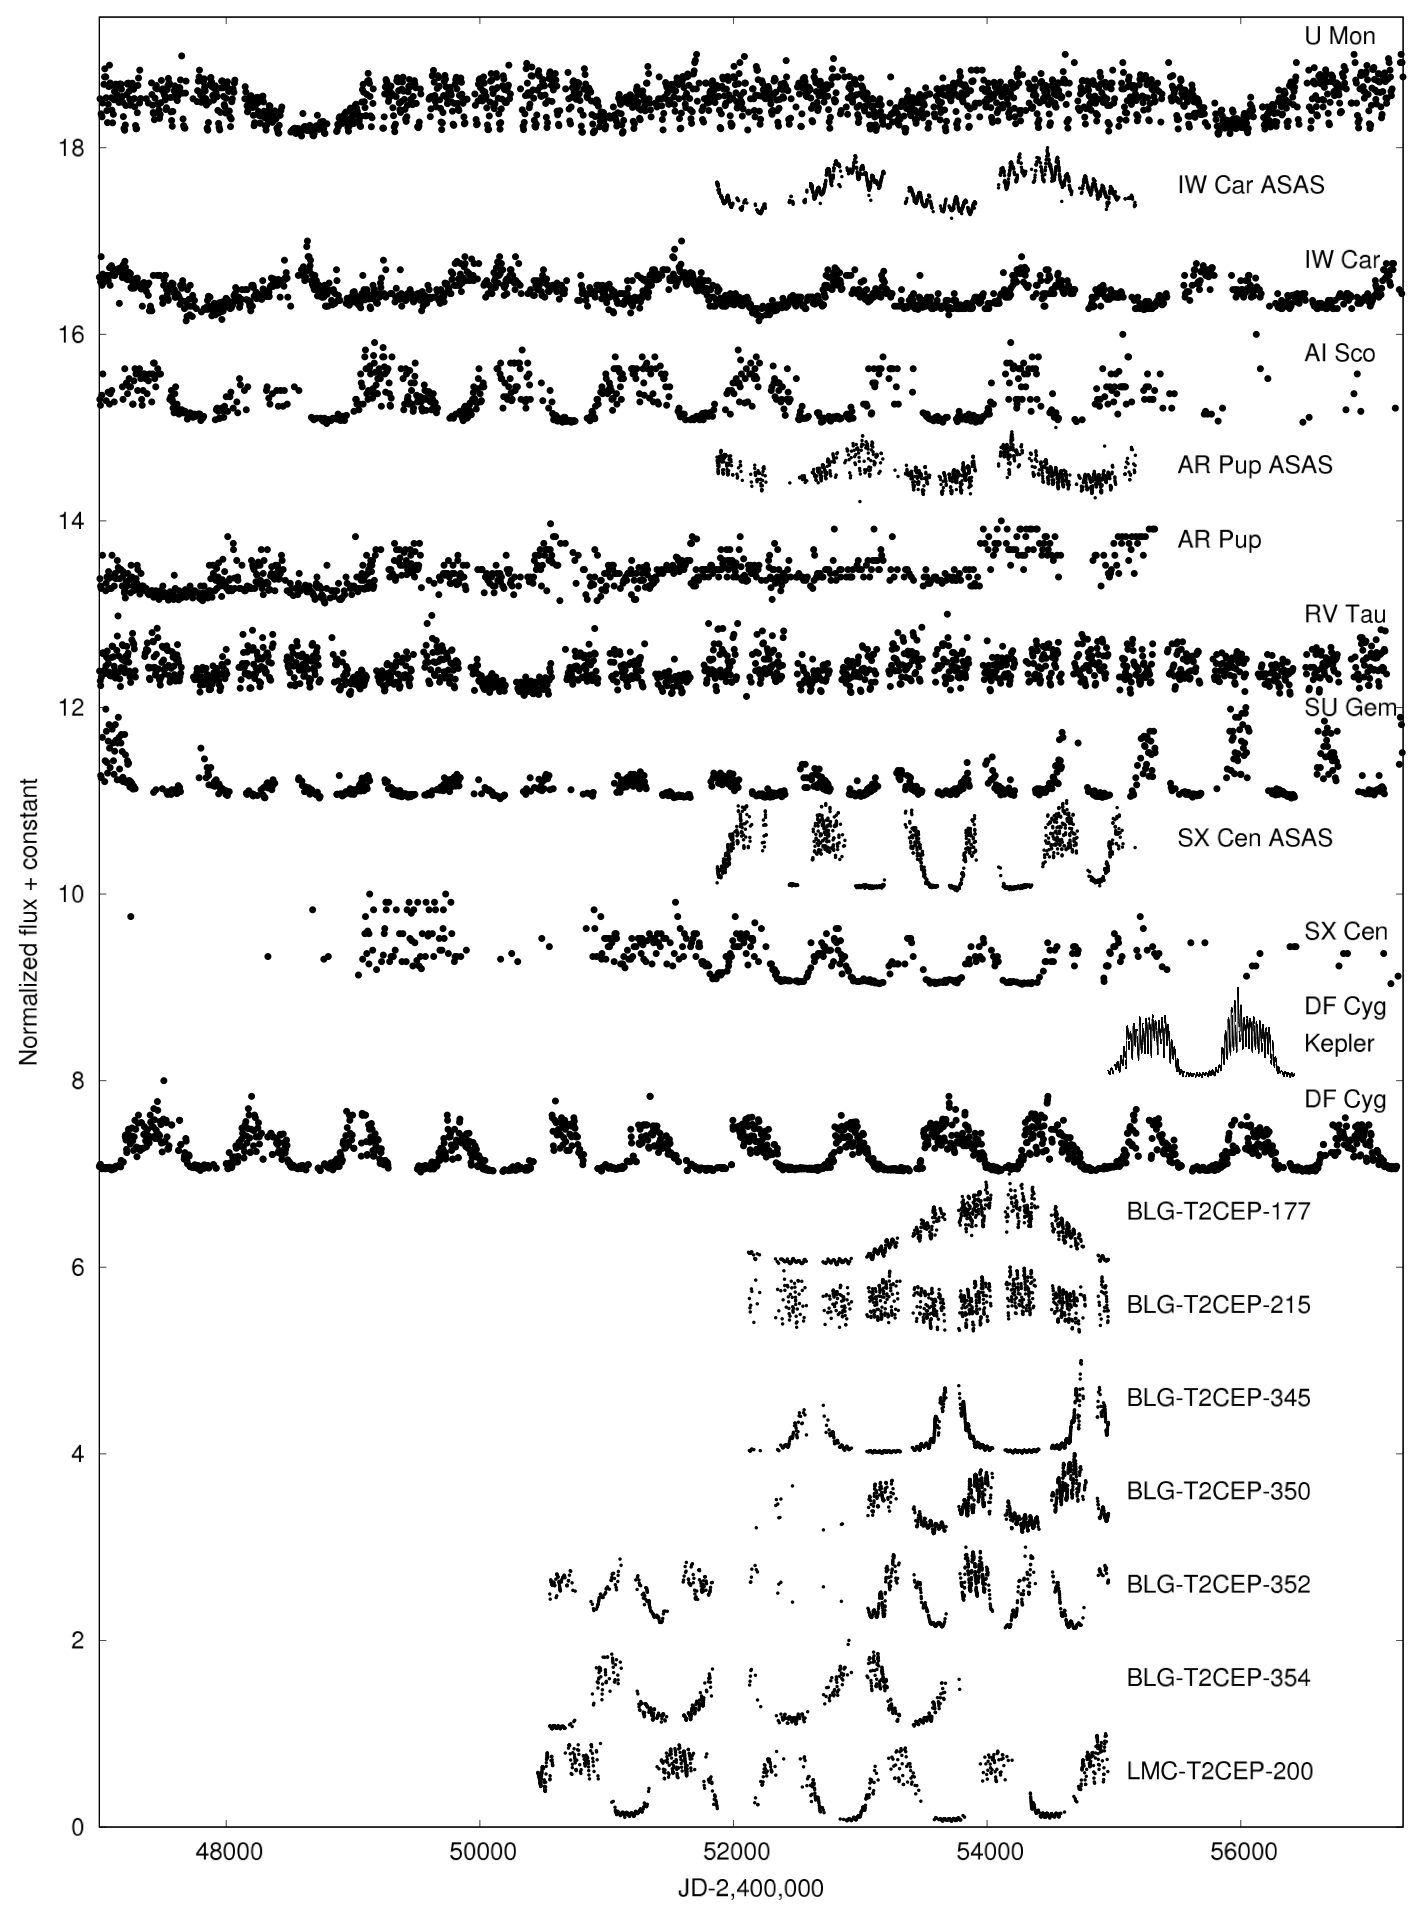 U Mon
18
IW Car ASAS
IW Car
16
AI Sco
AR Pup ASAS
14
AR Pup
RV Tau
12
SU Gem
SX Cen ASAS
10
SX Cen
DF Cyg
Kepler
8
DF Cyg
BLG-T2CEP-177
6
BLG-T2CEP-215
BLG-T2CEP-345
4
BLG-T2CEP-350
BLG-T2CEP-352
2
BLG-T2CEP-354
LMC-T2CEP-200
0
Normalized flux + constant
48000 50000 52000 54000 56000
JD-2,400,000